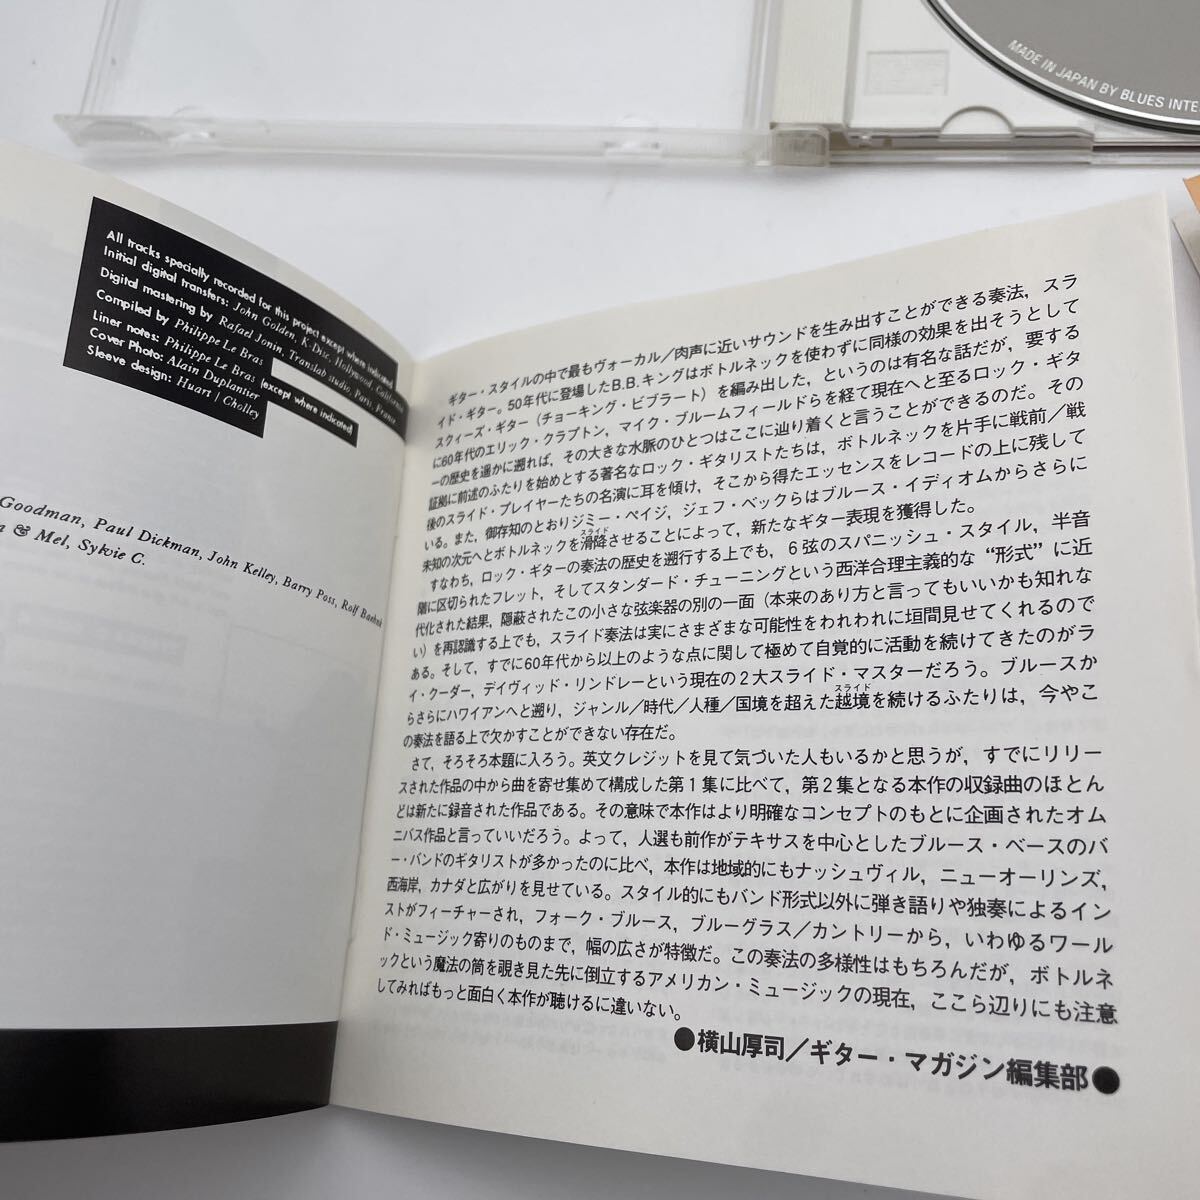 MADE IN JAPAN BY BLUES INTE
All tracks specially recorded for this project except where indicated
Initial digital transfers: John Golden, K-Disc, Hollywood, California
Digital mastering by Rafael Jonin, Translab studio, Paris, France
Compiled by Philippe Le Bras
Liner notes: Philippe Le Bras (except where indicated)
Cover Photo: Alain Duplantier
Sleeve design: Huart / Cholley
Goodman, Paul Dickman, John Kelley, Barry Poss, Rolf
& Mel, Sylvie C.
ギター・スタイルの中で最もヴォーカル／肉声に近いサウンドを生み出すことができる奏法，スラ
イド・ギター。50年代に登場したB.B.キングはボトルネックを使わずに同様の効果を出そうとして
スクィーズ・ギター（チョーキング・ビブラート）を編み出した，というのは有名な話だが，要する
に60年代のエリック・クラプトン，マイク・ブルームフィールドらを経て現在へと至るロック・ギタ
ーの歴史を遥かに遡れば，その大きな水脈のひとつはここに辿り着くと言うことができるのだ。その
証拠に前述のふたりを始めとする著名なロック・ギタリストたちは，ボトルネックを片手に戦前／戦
後のスライド・プレイヤーたちの名演に耳を傾け，そこから得たエッセンスをレコードの上に残して
いる。また，御存知のとおりジミー・ペイジ，ジェフ・ベックらはブルース・イディオムからさらに
未知の次元へとボトルネックを滑降させることによって，新たなギター表現を獲得した。
スライド
すなわち，ロック・ギターの奏法の歴史を遡行する上でも，６弦のスパニッシュ・スタイル，半音
階に区切られたフレット，そしてスタンダード・チューニングという西洋合理主義的な“形式”に近
代化された結果，隠蔽されたこの小さな弦楽器の別の一面（本来のあり方と言ってもいいかも知れな
い）を再認識する上でも，スライド奏法は実にさまざまな可能性をわれわれに垣間見せてくれるので
ある。そして，すでに60年代から以上のような点に関して極めて自覚的に活動を続けてきたのがラ
イ・クーダー，デイヴィッド・リンドレーという現在の２大スライド・マスターだろう。ブルースか
らさらにハワイアンへと遡り，ジャンル／時代／人種／国境を超えた越境を続けるふたりは，今やこ
スライド
の奏法を語る上で欠かすことができない存在だ。
さて，そろそろ本題に入ろう。英文クレジットを見て気づいた人もいるかと思うが，すでにリリー
スされた作品の中から曲を寄せ集めて構成した第１集に比べて，第２集となる本作の収録曲のほとん
どは新たに録音された作品である。その意味で本作はより明確なコンセプトのもとに企画されたオム
ニバス作品と言っていいだろう。よって，人選も前作がテキサスを中心としたブルース・ベースのバ
ー・バンドのギタリストが多かったのに比べ，本作は地域的にもナッシュヴィル，ニューオーリンズ，
西海岸，カナダと広がりを見せている。スタイル的にもバンド形式以外に弾き語りや独奏によるイン
ストがフィーチャーされ，フォーク・ブルース，ブルーグラス／カントリーから，いわゆるワール
ド・ミュージック寄りのものまで，幅の広さが特徴だ。この奏法の多様性はもちろんだが，ボトルネ
ックという魔法の筒を覗き見た先に倒立するアメリカン・ミュージックの現在，ここら辺りにも注意
してみればもっと面白く本作が聴けるに違いない。
●横山厚司／ギター・マガジン編集部●